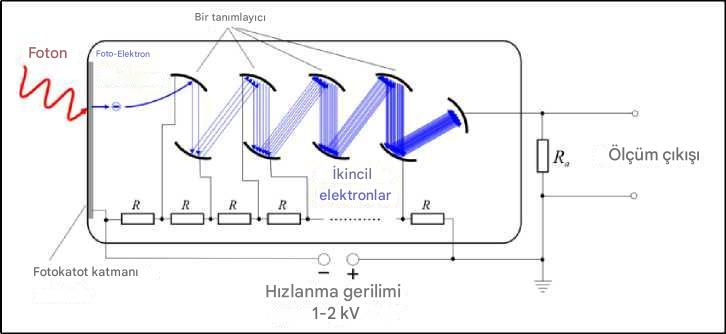 Bir tanımlayıcı
Foton
Foto-Elektron
İkincil
elektronlar
R
R
R
R
R
Rₐ
Ölçüm çıkışı
Fotokatot katmanı
− +
Hızlanma gerilimi
1-2 kV